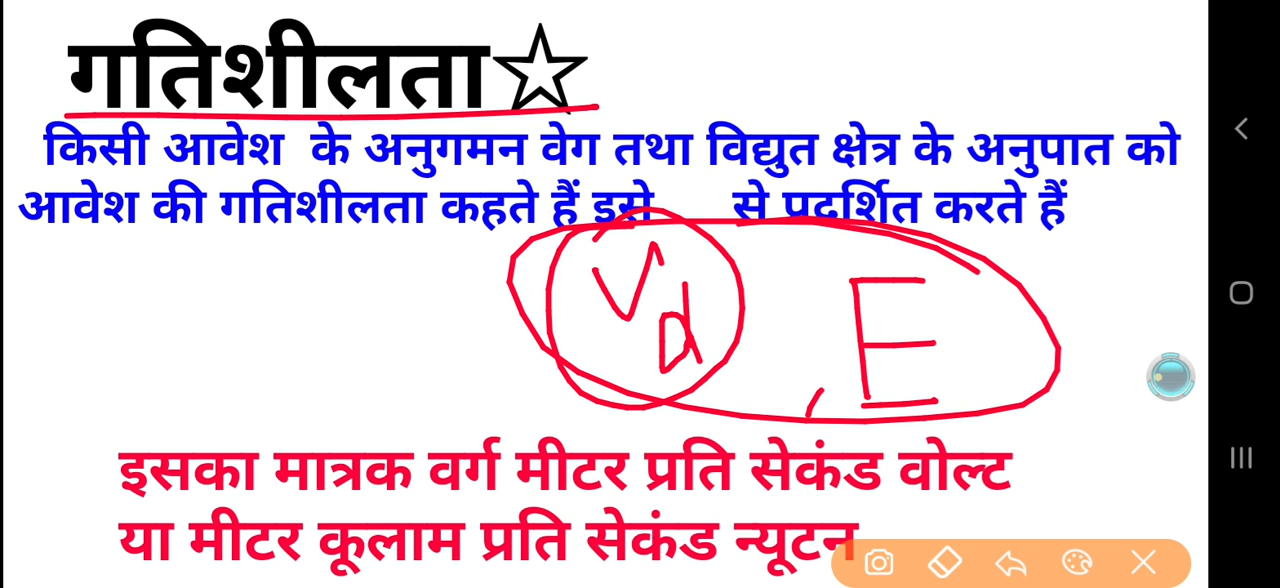 गतिशीलता☆
किसी आवेश के अनुगमन वेग तथा विद्युत क्षेत्र के अनुपात को
आवेश की गतिशीलता कहते हैं इसे से प्रदर्शित करते हैं
Vd , E
इसका मात्रक वर्ग मीटर प्रति सेकंड वोल्ट
या मीटर कूलाम प्रति सेकंड न्यूटन